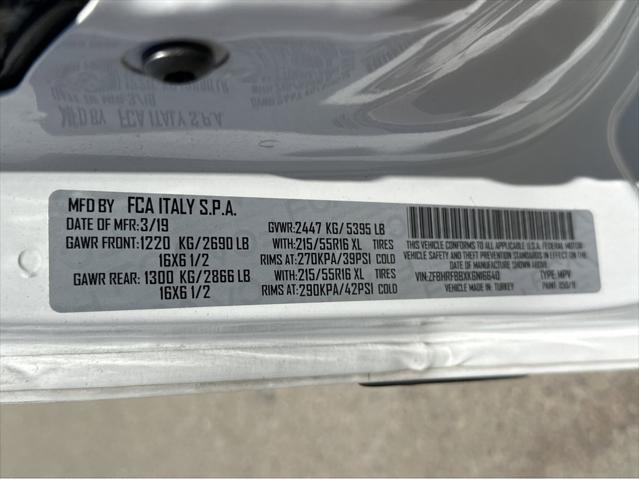 MFD BY FCA ITALY S.P.A.
DATE OF MFR:3/19 GVWR:2447 KG/ 5395 LB
GAWR FRONT:1220 KG/2690 LB WITH:215/55R16 XL TIRES
16X6 1/2 RIMS AT:270KPA/39PSI COLD
GAWR REAR: 1300 KG/2866 LB WITH:215/55R16 XL TIRES
16X6 1/2 RIMS AT:290KPA/42PSI COLD
THIS VEHICLE CONFORMS TO ALL APPLICABLE U.S.A. FEDERAL MOTOR
VEHICLE SAFETY, BUMPER, AND THEFT PREVENTION STANDARDS IN
EFFECT ON THE DATE OF MANUFACTURE SHOWN ABOVE.
VIN:ZFBHRFBBXK6N16640 TYPE: MPV
VEHICLE MADE IN: TURKEY PAINT: